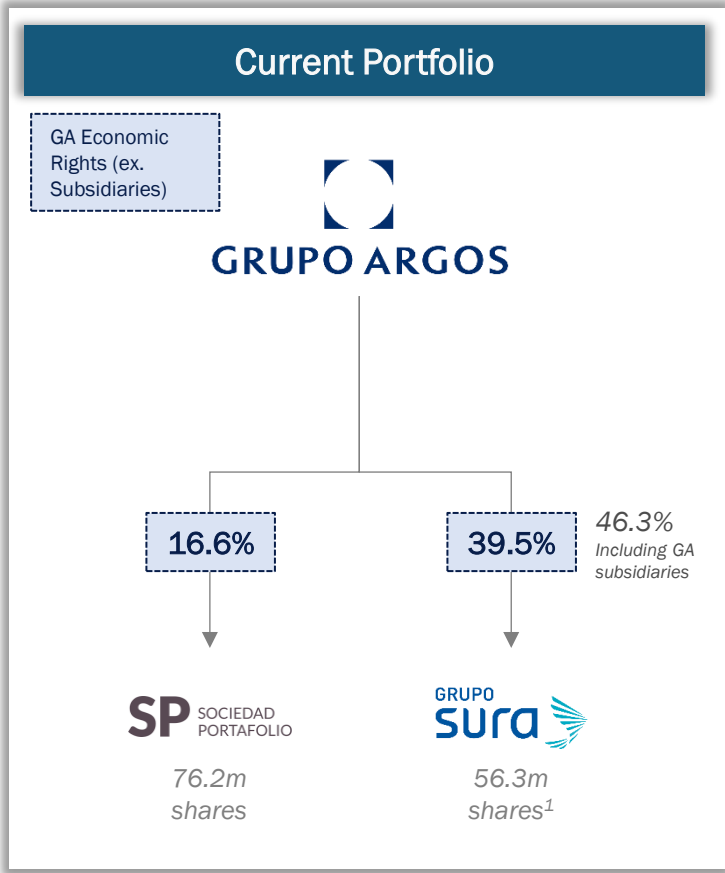 Current Portfolio
GA Economic
Rights (ex.
Subsidiaries)
GRUPO ARGOS
16.6%
39.5%
46.3%
Including GA
subsidiaries
SP SOCIEDAD
PORTAFOLIO
GRUPO
sura
76.2m
shares
56.3m
shares¹